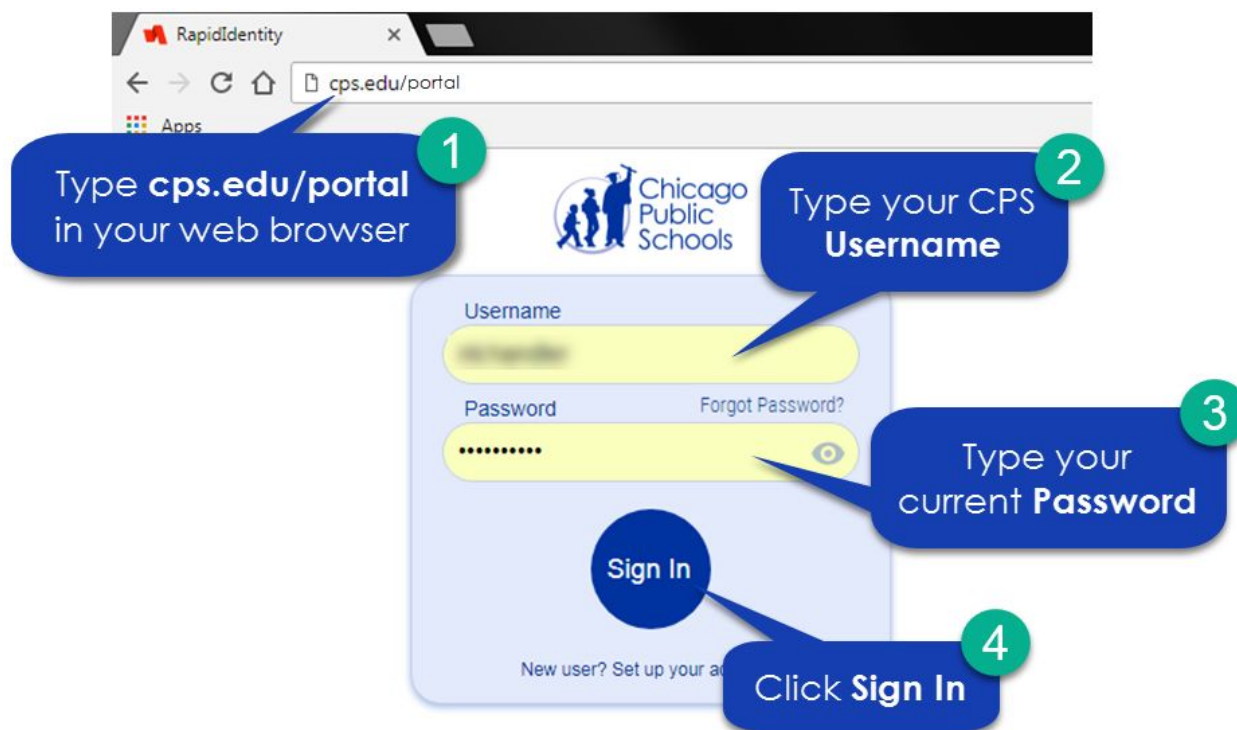 RapidIdentity
cps.edu/portal
Apps
1
Type cps.edu/portal
in your web browser
Chicago
Public
Schools
2
Type your CPS
Username
Username
Password
Forgot Password?
••••••••••
3
Type your
current Password
Sign In
New user? Set up your
4
Click Sign In